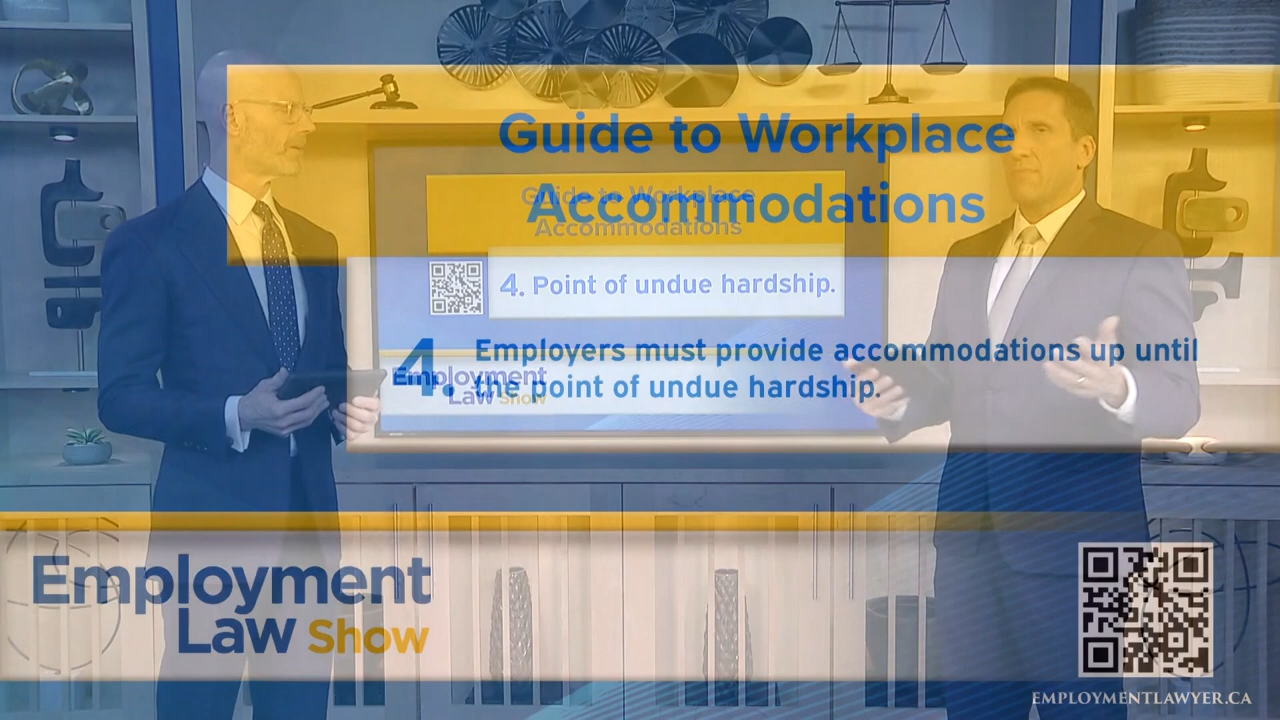 Guide to Workplace
Accommodations
Guide to Workplace
Accommodations
4. Point of undue hardship.
4. Employers must provide accommodations up until
the point of undue hardship.
Employment
Law Show
Employment
Law Show
EMPLOYMENTLAWYER.CA